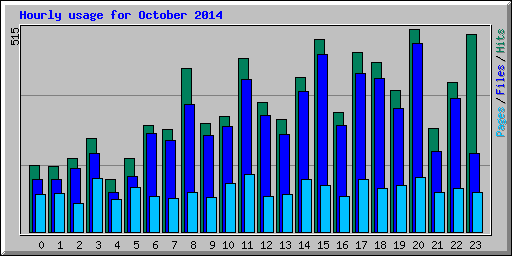 Hourly usage for October 2014
515
Pages / Files / Hits
0 1 2 3 4 5 6 7 8 9 10 11 12 13 14 15 16 17 18 19 20 21 22 23